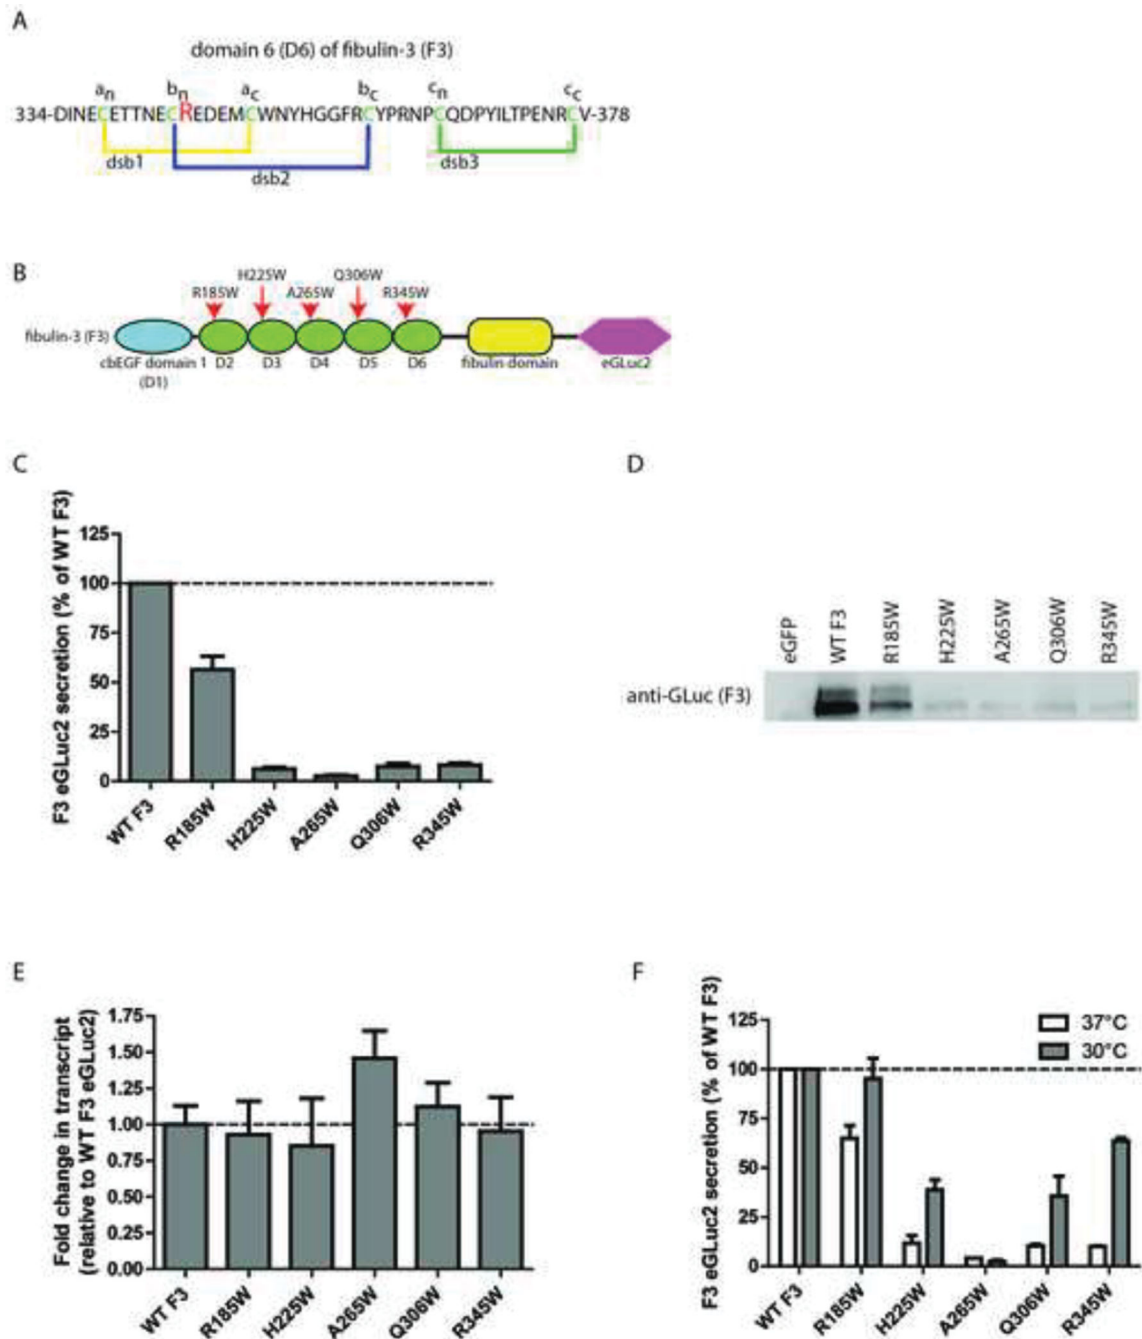 A
domain 6 (D6) of fibulin-3 (F3)
an bn ac bc cn cc
334-DINECETTNECREDEMCWNYHGGFRCYPRNPCQDPYILTPENRCV-378
dsb1 dsb2 dsb3
B
H225W Q306W
R185W A265W R345W
fibulin-3 (F3)
cbEGF domain 1 D2 D3 D4 D5 D6 fibulin domain eGLuc2
(D1)
C
F3 eGLuc2 secretion (% of WT F3)
125
100
75
50
25
0
WT F3 R185W H225W A265W Q306W R345W
D
eGFP WT F3 R185W H225W A265W Q306W R345W
anti-GLuc (F3)
E
Fold change in transcript
(relative to WT F3 eGLuc2)
1.75
1.50
1.25
1.00
0.75
0.50
0.25
0.00
WT F3 R185W H225W A265W Q306W R345W
F
F3 eGLuc2 secretion (% of WT F3)
125
100
75
50
25
0
37°C
30°C
WT F3 R185W H225W A265W Q306W R345W